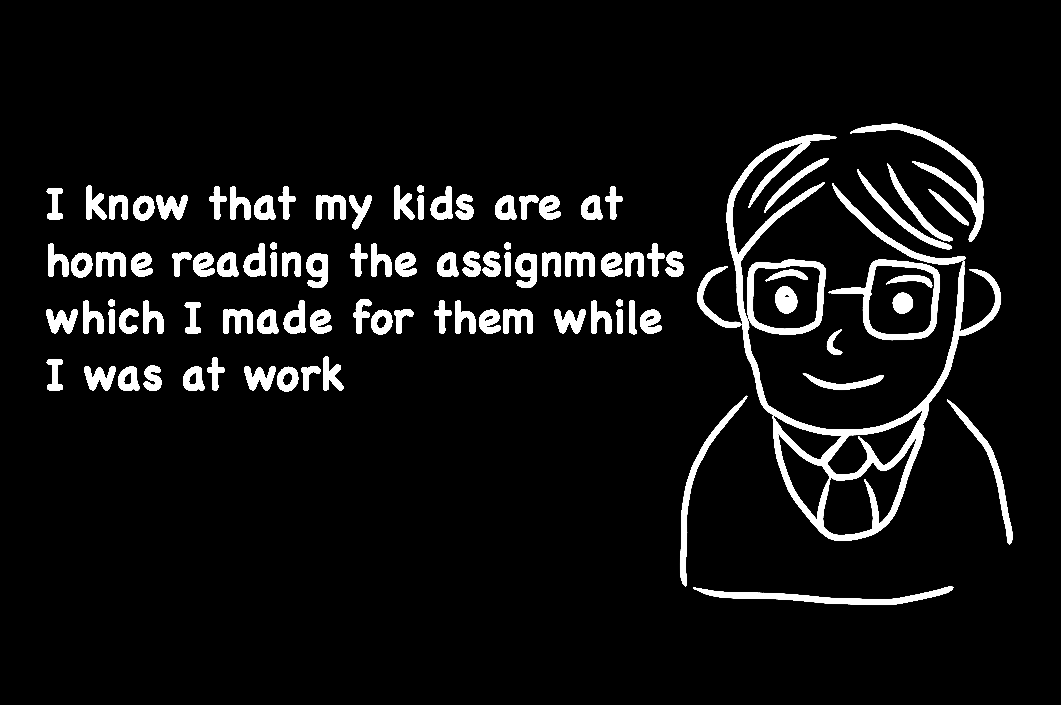 I know that my kids are at
home reading the assignments
which I made for them while
I was at work